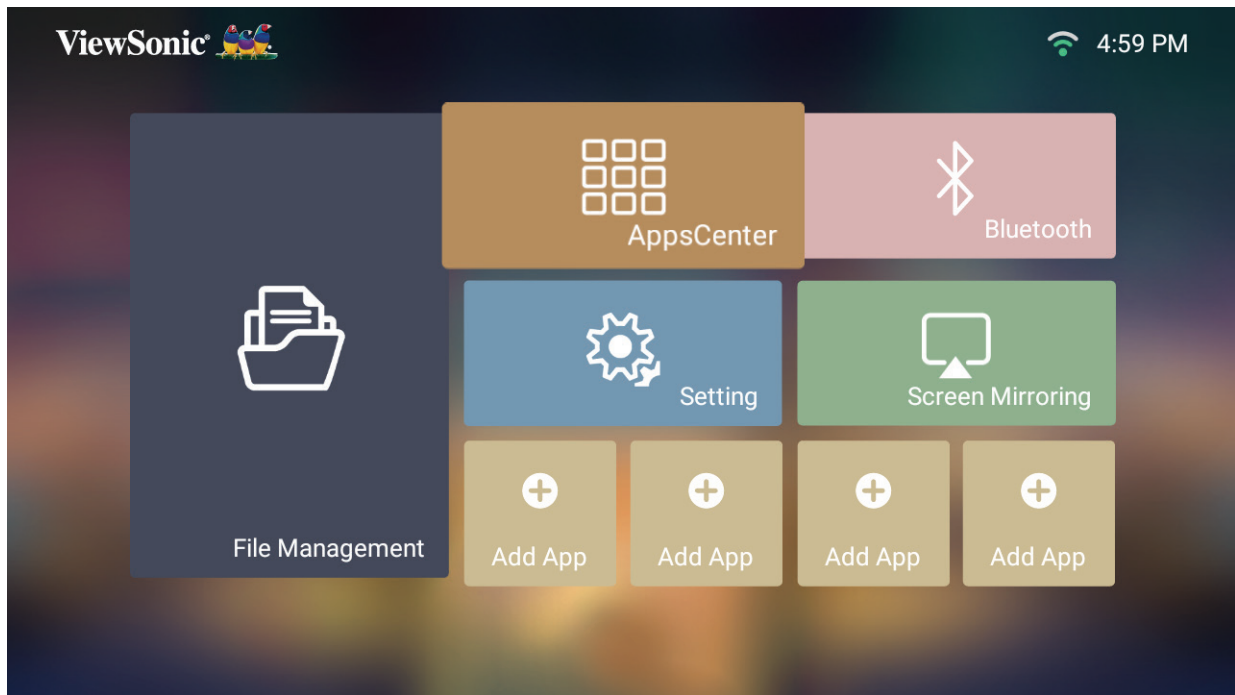 ViewSonic®
4:59 PM
AppsCenter
Bluetooth
Setting
Screen Mirroring
File Management
Add App
Add App
Add App
Add App